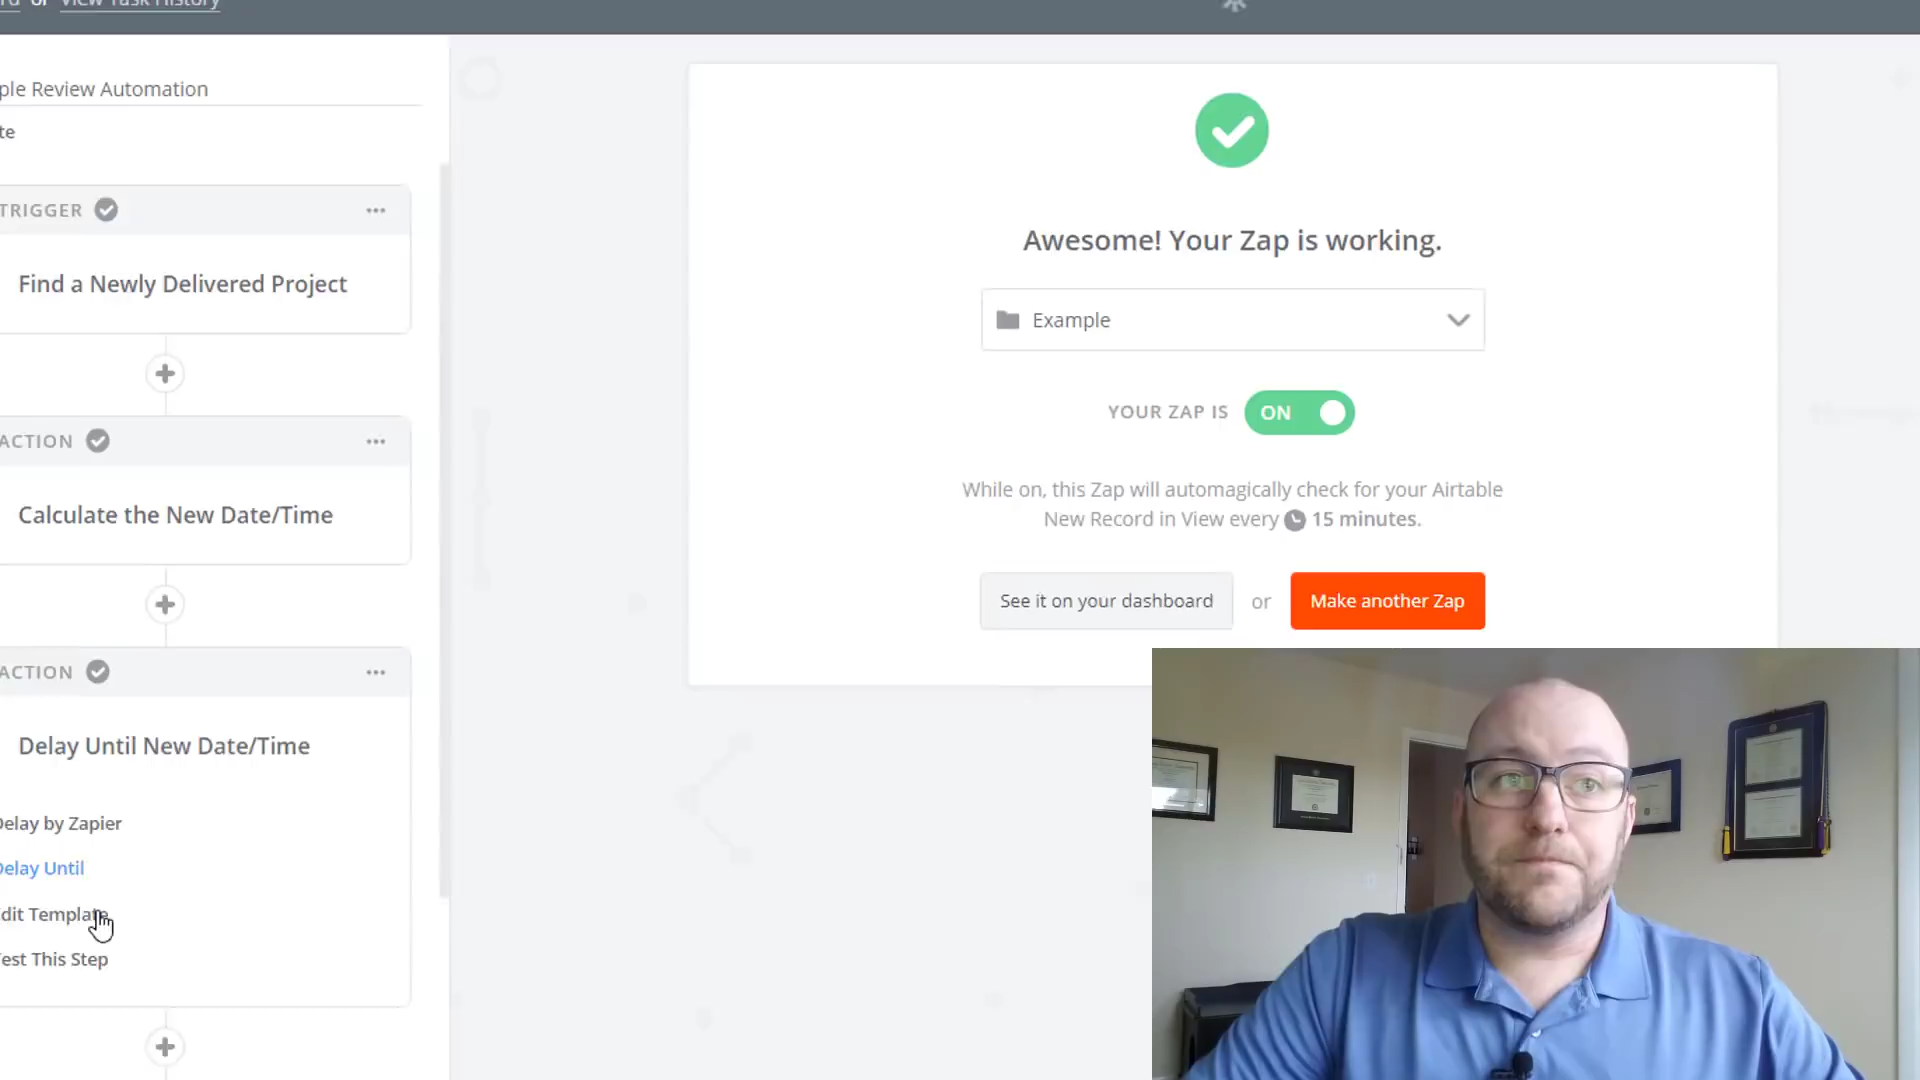 or View Task History
ple Review Automation
te
TRIGGER
Find a Newly Delivered Project
ACTION
Calculate the New Date/Time
ACTION
Delay Until New Date/Time
Delay by Zapier
Delay Until
dit Template
Test This Step
Awesome! Your Zap is working.
Example
YOUR ZAP IS ON
While on, this Zap will automagically check for your Airtable
New Record in View every 15 minutes.
See it on your dashboard or Make another Zap